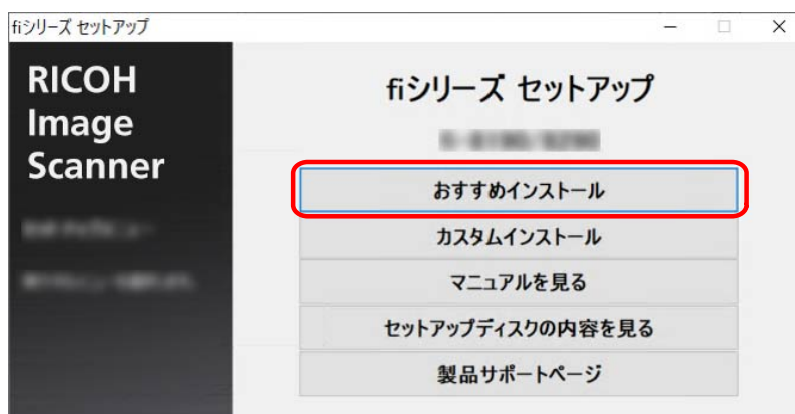 fiシリーズ セットアップ
RICOH
Image
Scanner
fiシリーズ セットアップ
おすすめインストール
カスタムインストール
マニュアルを見る
セットアップディスクの内容を見る
製品サポートページ